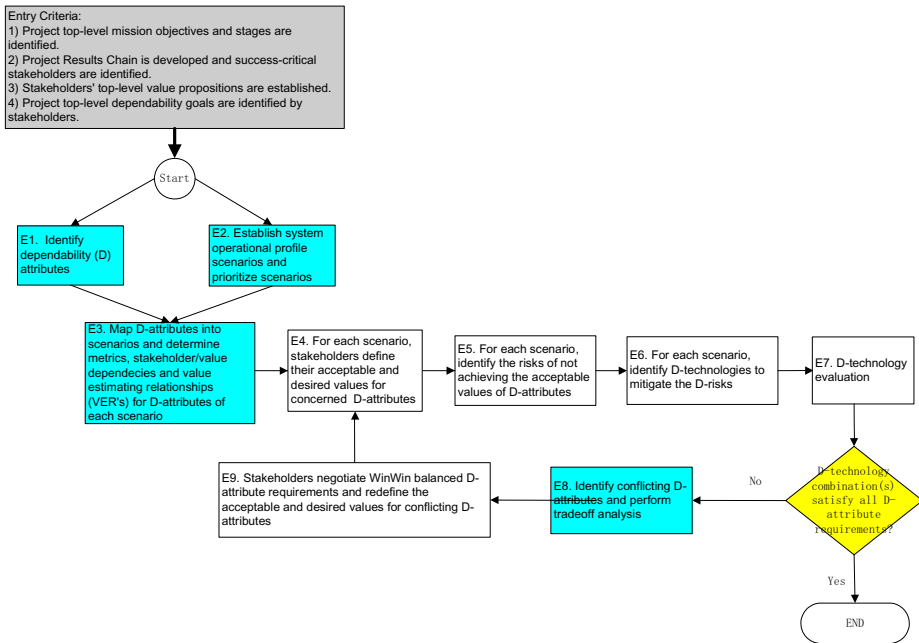 Entry Criteria:
1) Project top-level mission objectives and stages are
identified.
2) Project Results Chain is developed and success-critical
stakeholders are identified.
3) Stakeholders' top-level value propositions are established.
4) Project top-level dependability goals are identified by
stakeholders.
Start
E1. Identify
dependability (D)
attributes
E2. Establish system
operational profile
scenarios and
prioritize scenarios
E3. Map D-attributes into
scenarios and determine
metrics, stakeholder/value
dependecies and value
estimating relationships
(VER's) for D-attributes of
each scenario
E4. For each scenario,
stakeholders define
their acceptable and
desired values for
concerned D-attributes
E5. For each scenario,
identify the risks of not
achieving the acceptable
values of D-attributes
E6. For each scenario,
identify D-technologies to
mitigate the D-risks
E7. D-technology
evaluation
D-technology
combination(s)
satisfy all D-
attribute
requirements?
No
E8. Identify conflicting D-
attributes and perform
tradeoff analysis
E9. Stakeholders negotiate WinWin balanced D-
attribute requirements and redefine the
acceptable and desired values for conflicting D-
attributes
Yes
END